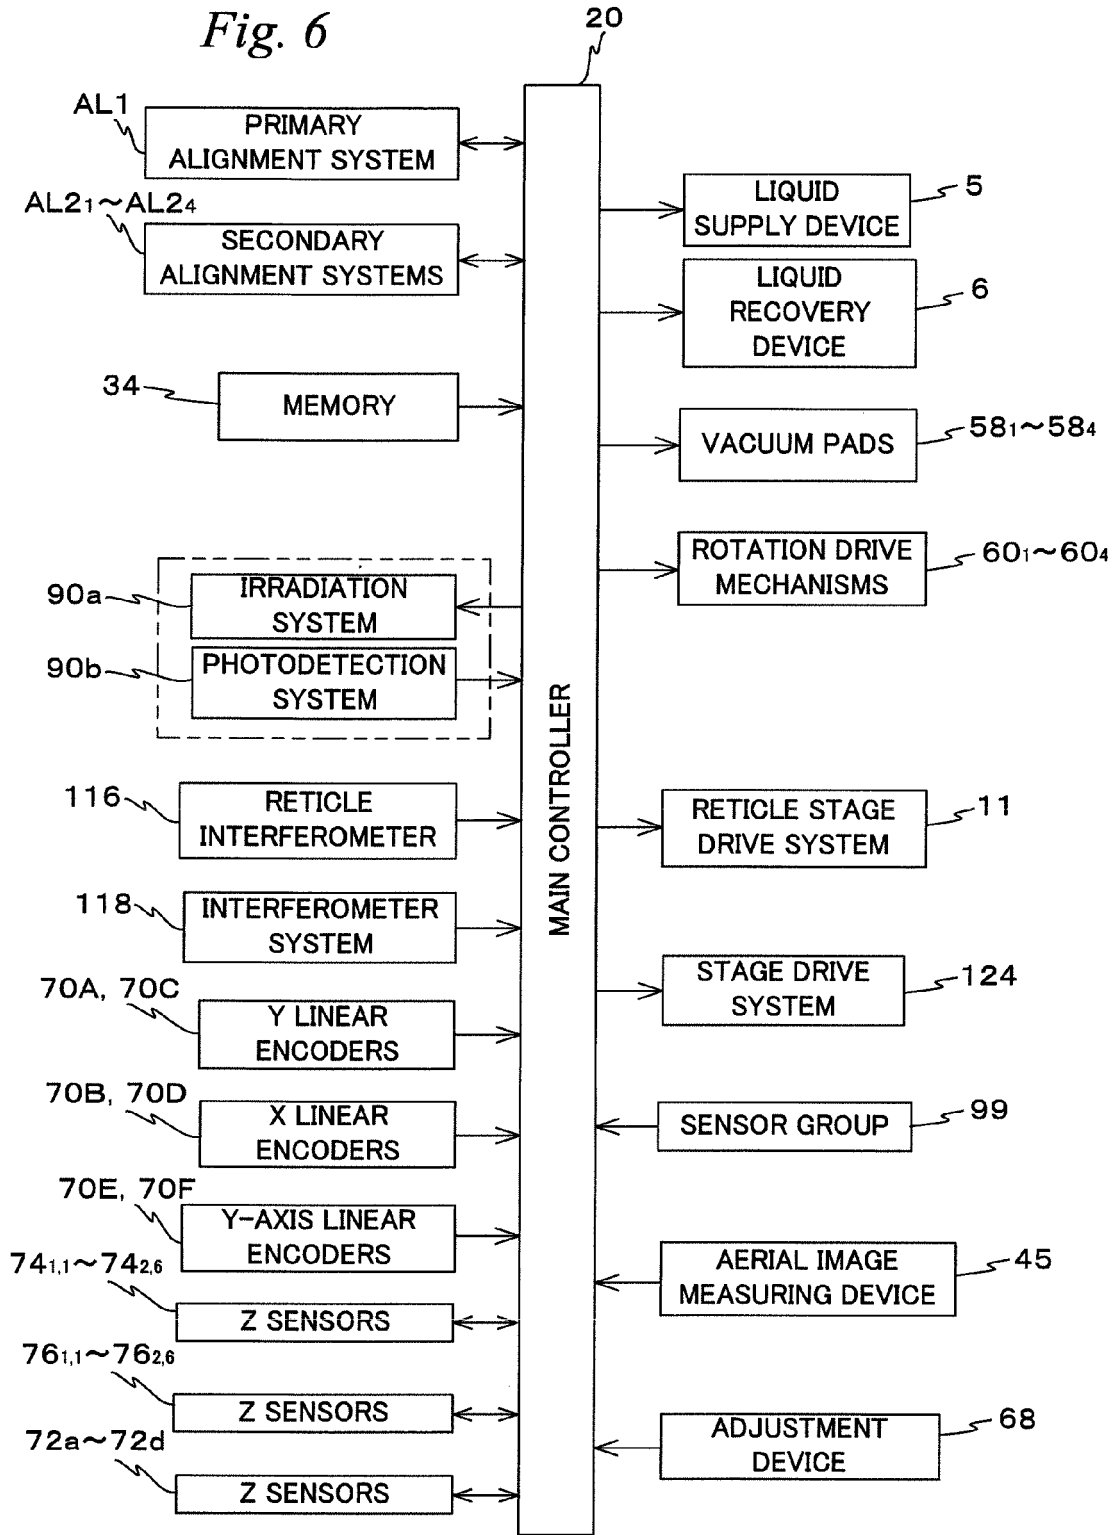 Fig. 6
20
AL1
PRIMARY
ALIGNMENT SYSTEM
AL2₁~AL2₄
SECONDARY
ALIGNMENT SYSTEMS
34
MEMORY
90a
IRRADIATION
SYSTEM
90b
PHOTODETECTION
SYSTEM
116
RETICLE
INTERFEROMETER
118
INTERFEROMETER
SYSTEM
70A, 70C
Y LINEAR
ENCODERS
70B, 70D
X LINEAR
ENCODERS
70E, 70F
Y-AXIS LINEAR
ENCODERS
74₁,₁~74₂,₆
Z SENSORS
76₁,₁~76₂,₆
Z SENSORS
72a~72d
Z SENSORS
MAIN CONTROLLER
LIQUID
SUPPLY DEVICE
5
LIQUID
RECOVERY
DEVICE
6
VACUUM PADS
58₁~58₄
ROTATION DRIVE
MECHANISMS
60₁~60₄
RETICLE STAGE
DRIVE SYSTEM
11
STAGE DRIVE
SYSTEM
124
SENSOR GROUP
99
AERIAL IMAGE
MEASURING DEVICE
45
ADJUSTMENT
DEVICE
68